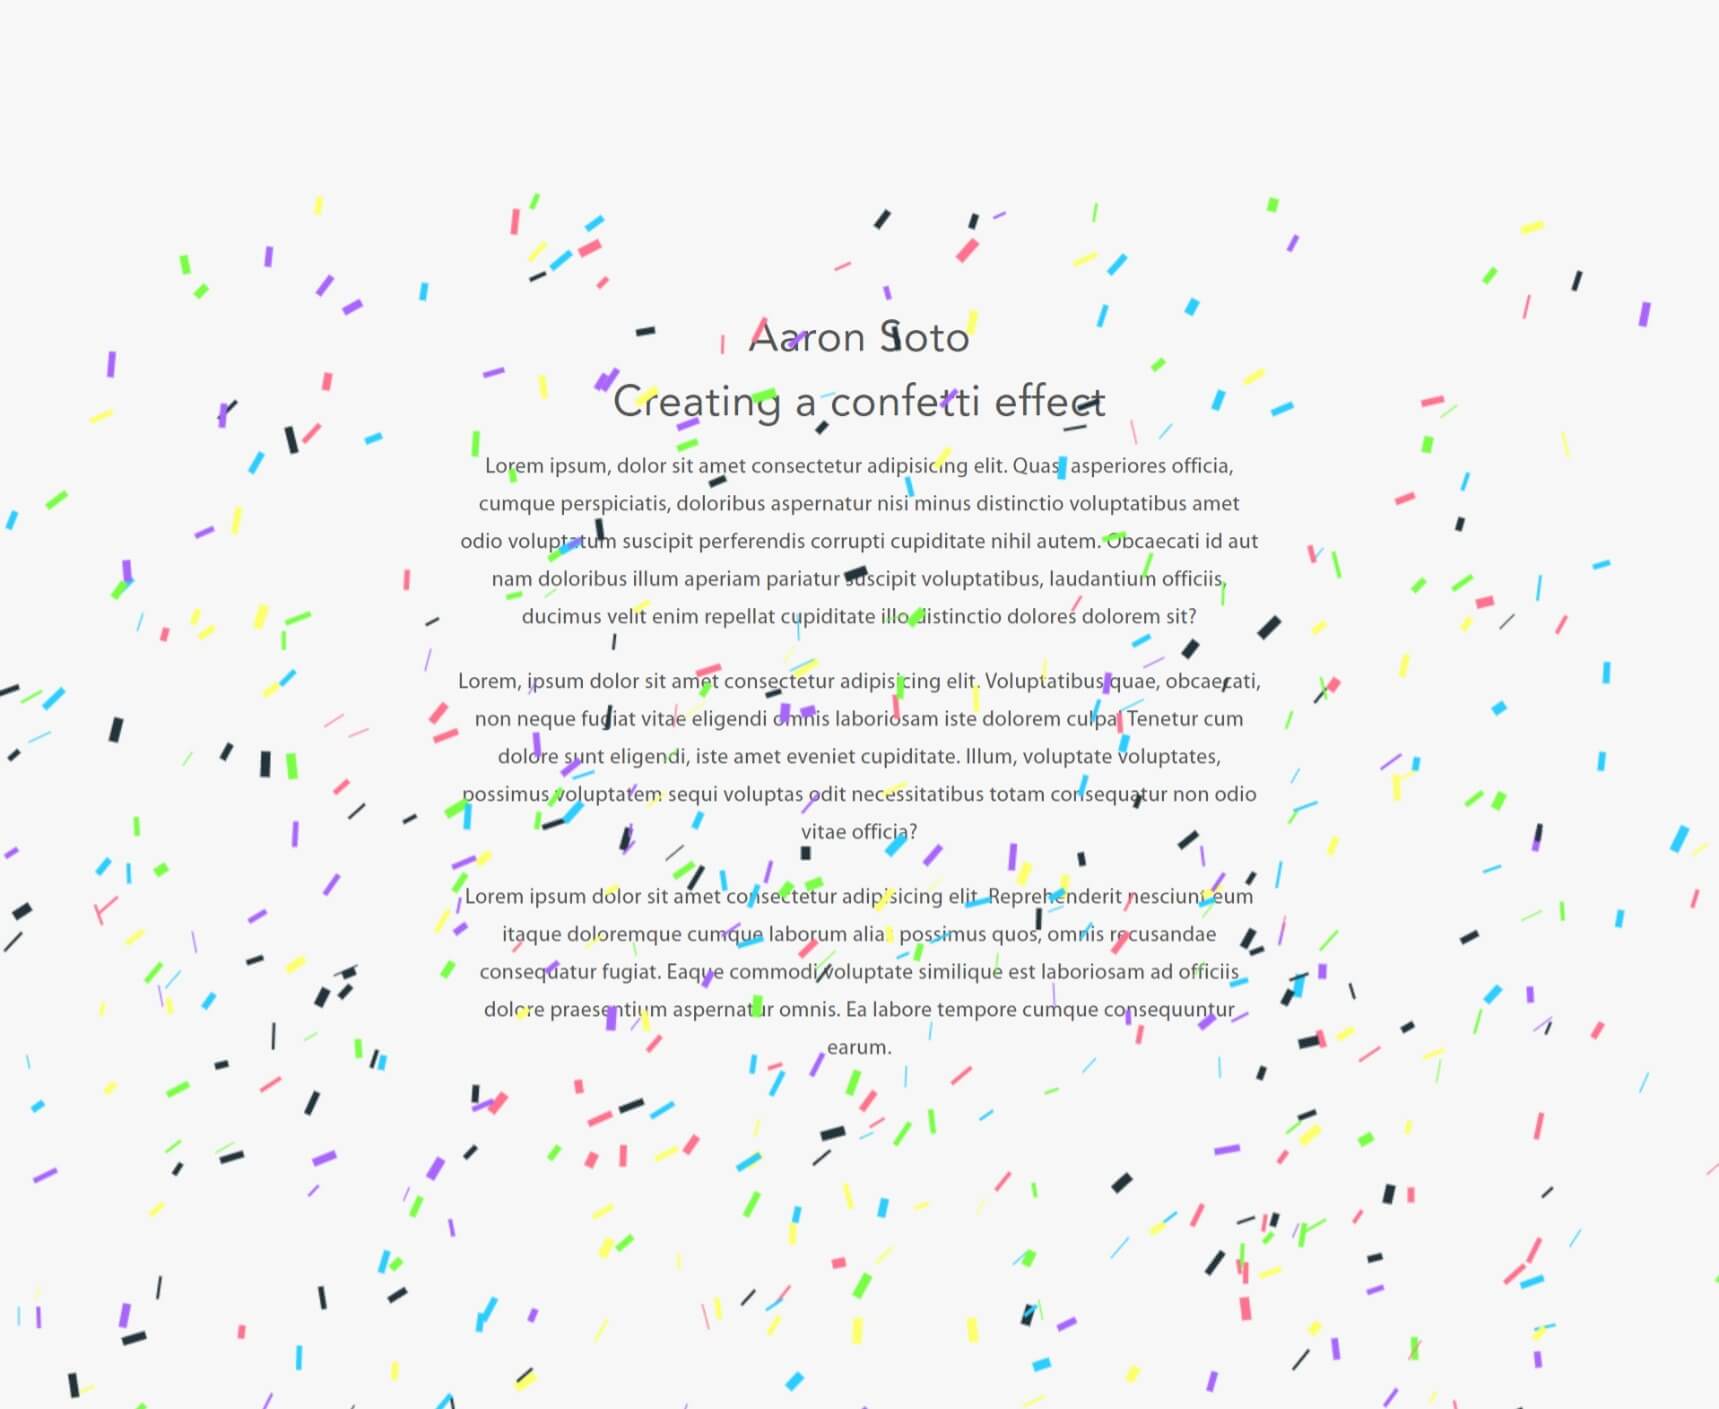 Aaron Soto
Creating a confetti effect
Lorem ipsum, dolor sit amet consectetur adipisicing elit. Quasi asperiores officia,
cumque perspiciatis, doloribus aspernatur nisi minus distinctio voluptatibus amet
odio voluptatum suscipit perferendis corrupti cupiditate nihil autem. Obcaecati id aut
nam doloribus illum aperiam pariatur suscipit voluptatibus, laudantium officiis,
ducimus velit enim repellat cupiditate illo distinctio dolores dolorem sit?
Lorem, ipsum dolor sit amet consectetur adipisicing elit. Voluptatibus quae, obcaecati,
non neque fugiat vitae eligendi omnis laboriosam iste dolorem culpa! Tenetur cum
dolore sunt eligendi, iste amet eveniet cupiditate. Illum, voluptate voluptates,
possimus voluptatem sequi voluptas odit necessitatibus totam consequatur non odio
vitae officia?
Lorem ipsum dolor sit amet consectetur adipisicing elit. Reprehenderit nesciunt eum
itaque doloremque cumque laborum alias possimus quos, omnis recusandae
consequatur fugiat. Eaque commodi voluptate similique est laboriosam ad officiis
dolore praesentium aspernatur omnis. Ea labore tempore cumque consequuntur
earum.